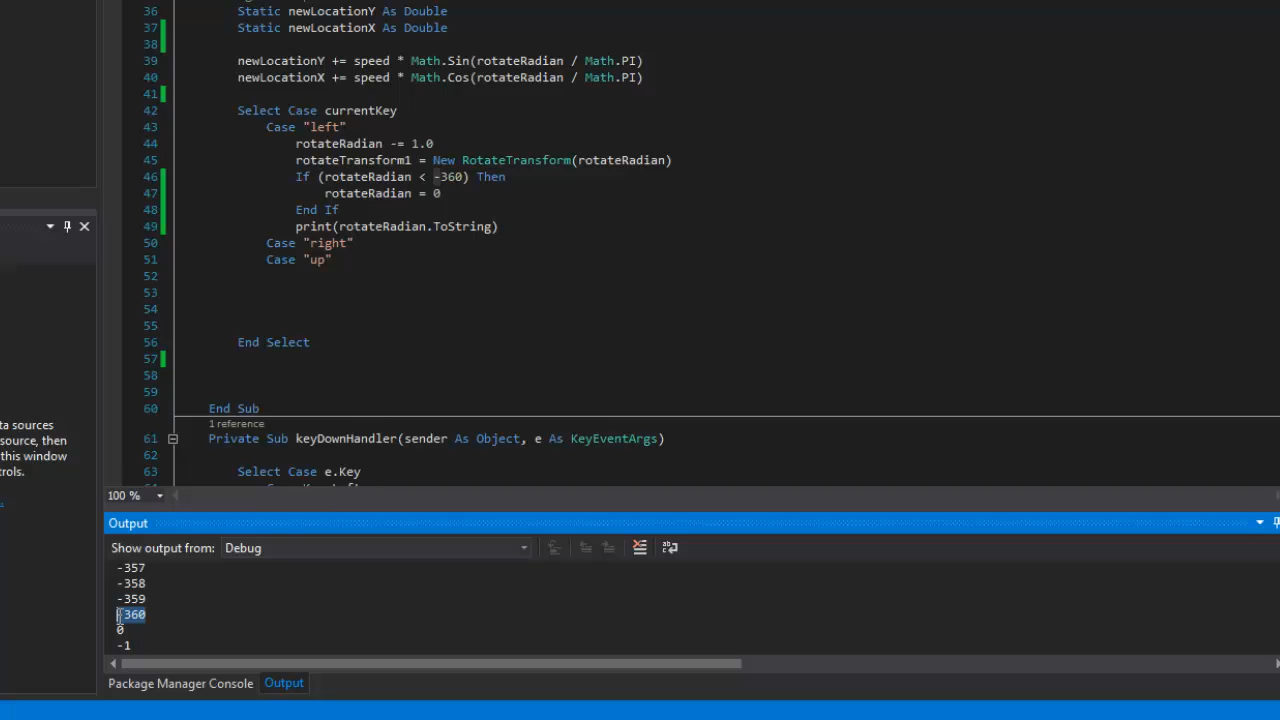 36 Static newLocationY As Double
37 Static newLocationX As Double
38
39 newLocationY += speed * Math.Sin(rotateRadian / Math.PI)
40 newLocationX += speed * Math.Cos(rotateRadian / Math.PI)
41
42 Select Case currentKey
43 Case "left"
44 rotateRadian -= 1.0
45 rotateTransform1 = New RotateTransform(rotateRadian)
46 If (rotateRadian < -360) Then
47 rotateRadian = 0
48 End If
49 print(rotateRadian.ToString)
50 Case "right"
51 Case "up"
52
53
54
55
56 End Select
57
58
59
60 End Sub
1 reference
61 Private Sub keyDownHandler(sender As Object, e As KeyEventArgs)
62
63 Select Case e.Key
ta sources
source, then
this window
trols.
100 %
Output
Show output from: Debug
-357
-358
-359
-360
0
-1
Package Manager Console Output